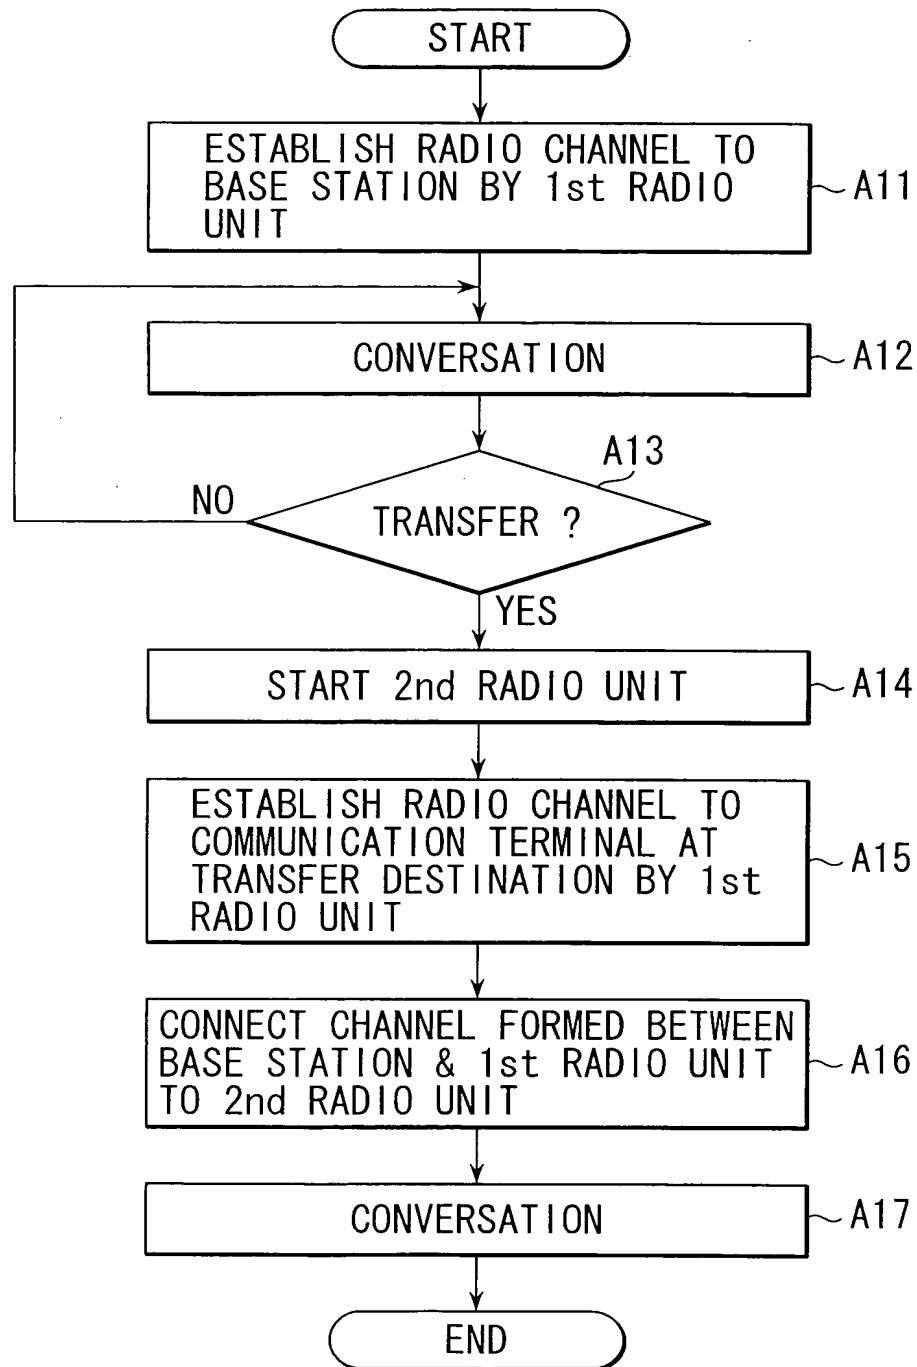 START
ESTABLISH RADIO CHANNEL TO
BASE STATION BY 1st RADIO
UNIT
A11
CONVERSATION
A12
A13
NO
TRANSFER ?
YES
START 2nd RADIO UNIT
A14
ESTABLISH RADIO CHANNEL TO
COMMUNICATION TERMINAL AT
TRANSFER DESTINATION BY 1st
RADIO UNIT
A15
CONNECT CHANNEL FORMED BETWEEN
BASE STATION & 1st RADIO UNIT
TO 2nd RADIO UNIT
A16
CONVERSATION
A17
END